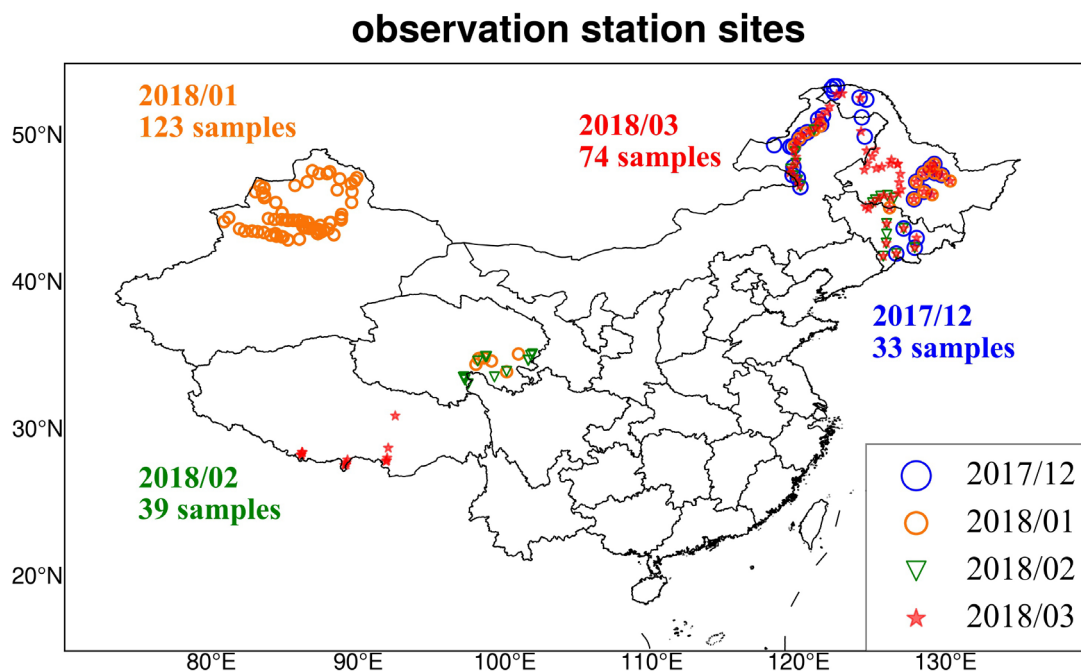 observation station sites
2018/01
123 samples
2018/03
74 samples
2017/12
33 samples
2018/02
39 samples
50°N
40°N
30°N
20°N
80°E
90°E
100°E
110°E
120°E
130°E
2017/12
2018/01
2018/02
2018/03